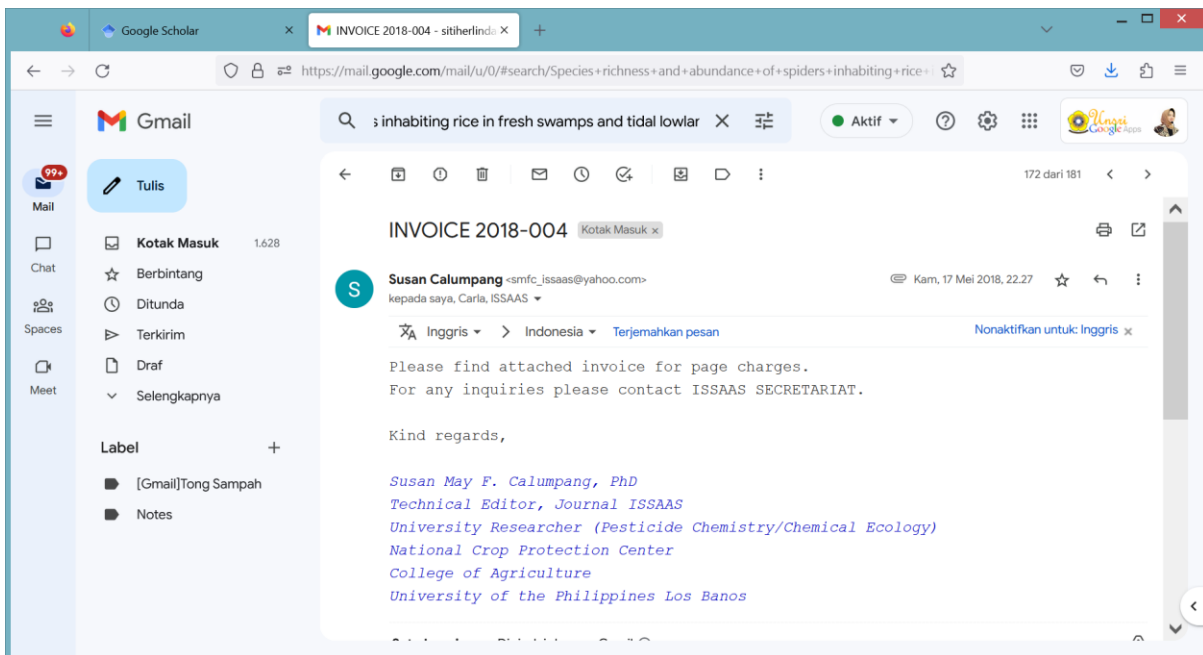 Google Scholar
INVOICE 2018-004 - sitiherlinda
https://mail.google.com/mail/u/0/#search/Species+richness+and+abundance+of+spiders+inhabiting+rice+
Gmail
s inhabiting rice in fresh swamps and tidal lowlar
Aktif
Unsri
Google Apps
99+
Mail
Chat
Spaces
Meet
Tulis
Kotak Masuk 1.628
Berbintang
Ditunda
Terkirim
Draf
Selengkapnya
Label
[Gmail]Tong Sampah
Notes
172 dari 181
INVOICE 2018-004 Kotak Masuk x
S
Susan Calumpang <smfc_issaas@yahoo.com> Kam, 17 Mei 2018, 22.27
kepada saya, Carla, ISSAAS
Inggris > Indonesia Terjemahkan pesan Nonaktifkan untuk: Inggris x
Please find attached invoice for page charges.
For any inquiries please contact ISSAAS SECRETARIAT.
Kind regards,
Susan May F. Calumpang, PhD
Technical Editor, Journal ISSAAS
University Researcher (Pesticide Chemistry/Chemical Ecology)
National Crop Protection Center
College of Agriculture
University of the Philippines Los Banos